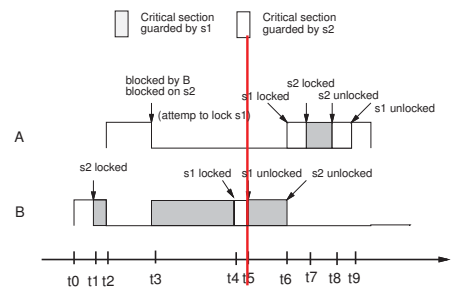 Critical section
guarded by s1
Critical section
guarded by s2
blocked by B
blocked on s2
(attemp to lock s1)
s1 locked
s2 locked
s2 unlocked
s1 unlocked
A
s2 locked
s1 locked
s1 unlocked
s2 unlocked
B
t0 t1 t2 t3 t4 t5 t6 t7 t8 t9